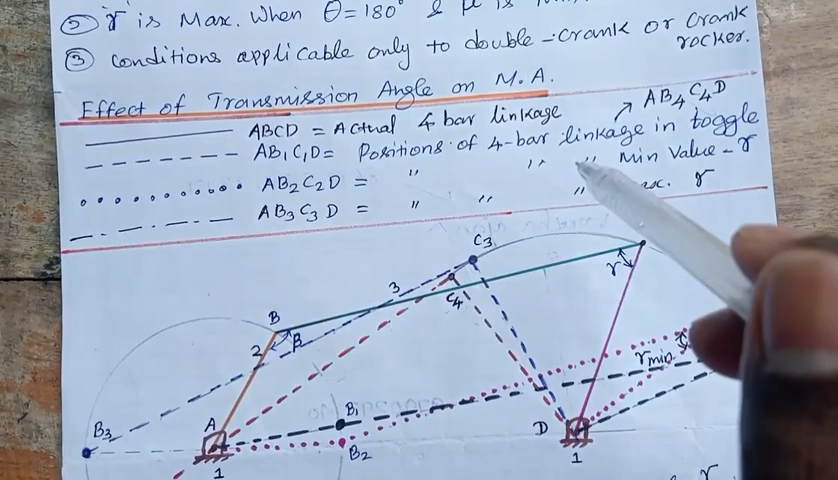 ② 'γ' is Max. When θ=180° & μ is
③ conditions applicable only to double-crank or crank
rocker.
Effect of Transmission Angle on M.A.
ABCD = Actual 4 bar linkage
AB₄C₄D
AB₁C₁D = Positions of 4-bar linkage in toggle
AB₂C₂D = " " " Min Value - γ
AB₃C₃D = " " " γ
C₃
γ
3
C₄
B
β
2
γmin
B₁
B₃
A
D
B₂
1
1
γ